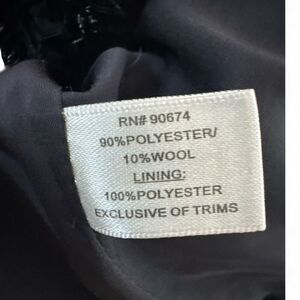 RN# 90674
90%POLYESTER/
10%WOOL
LINING:
100%POLYESTER
EXCLUSIVE OF TRIMS